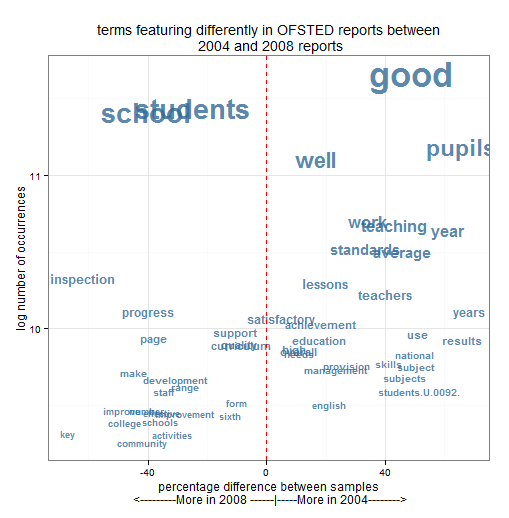 terms featuring differently in OFSTED reports between
2004 and 2008 reports
good
school
students
pupils
well
11
work
teaching
year
standards
average
inspection
lessons
teachers
progress
satisfactory
years
achievement
10
support
use
page
education
results
quality
curriculum
high
overall
needs
national
provision
skills
subject
management
make
development
subjects
range
staff
students.U.0092.
form
english
number
effective
improvement
sixth
college
schools
key
activities
community
log number of occurrences
-40
0
40
percentage difference between samples
<---------More in 2008 ------|-----More in 2004-------->